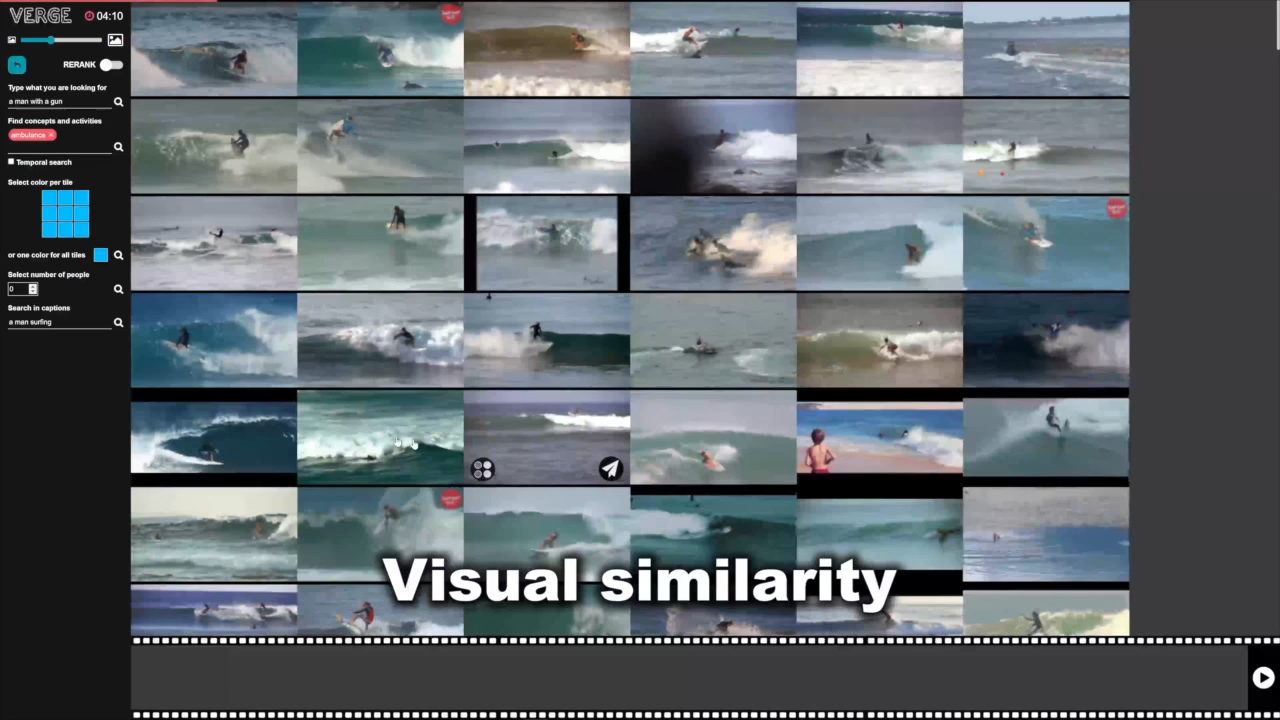 VERGE 04:10
RERANK
Type what you are looking for
a man with a gun
Find concepts and activities
ambulance ×
Temporal search
Select color per tile
or one color for all tiles
Select number of people
0
Search in captions
a man surfing
Visual similarity